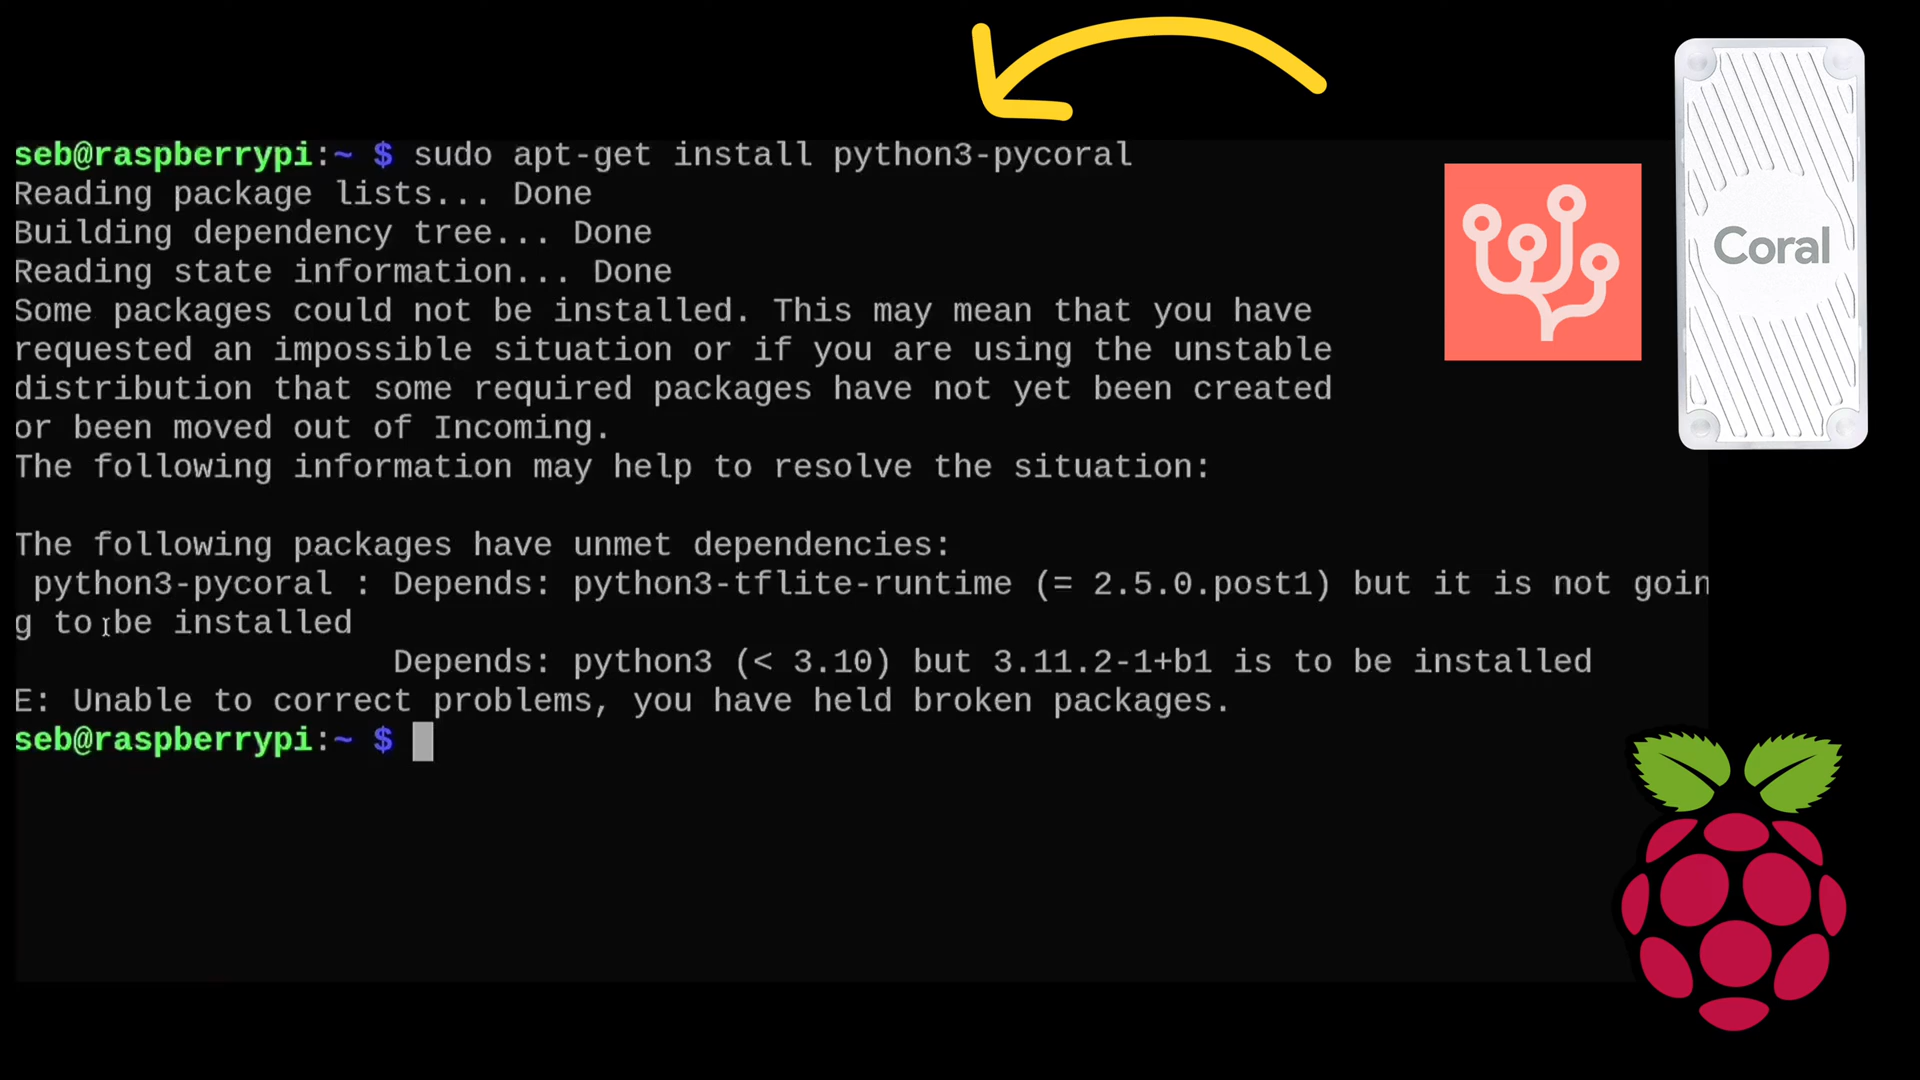 seb@raspberrypi:~ $ sudo apt-get install python3-pycoral
Reading package lists... Done
Building dependency tree... Done
Reading state information... Done
Some packages could not be installed. This may mean that you have
requested an impossible situation or if you are using the unstable
distribution that some required packages have not yet been created
or been moved out of Incoming.
The following information may help to resolve the situation:

The following packages have unmet dependencies:
 python3-pycoral : Depends: python3-tflite-runtime (= 2.5.0.post1) but it is not goin
g to be installed
                   Depends: python3 (< 3.10) but 3.11.2-1+b1 is to be installed
E: Unable to correct problems, you have held broken packages.
seb@raspberrypi:~ $
Coral